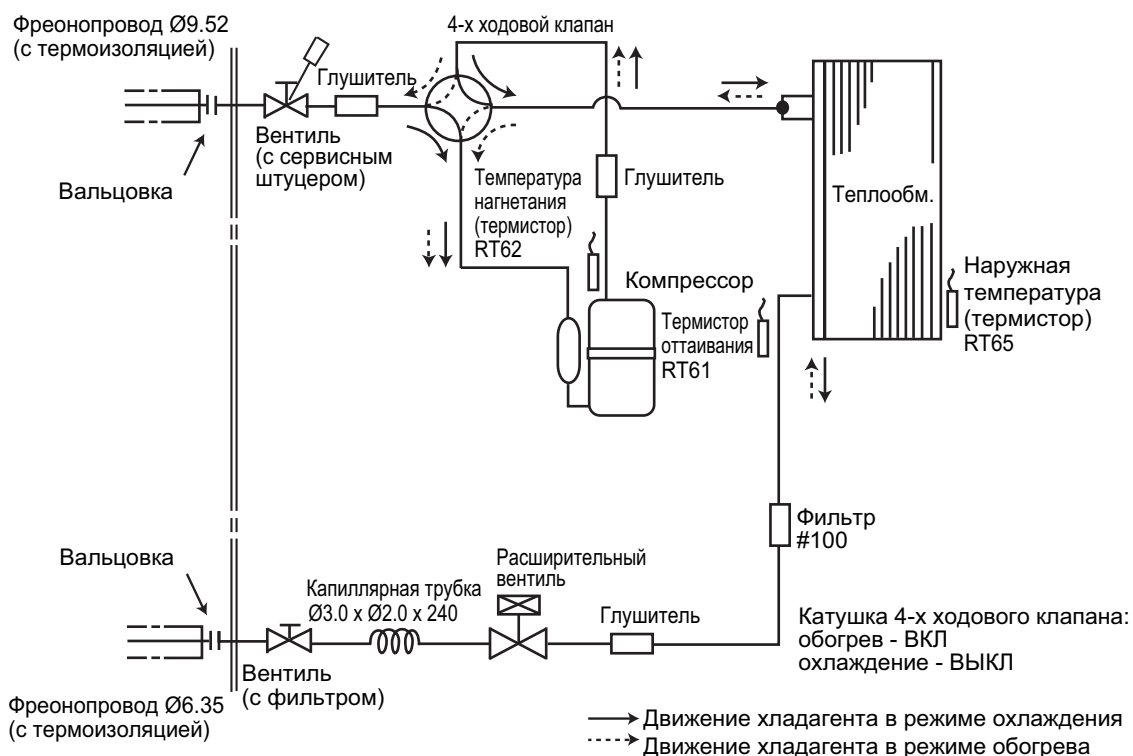 Фреонопровод Ø9.52
(с термоизоляцией)
4-х ходовой клапан
Глушитель
Вентиль
(с сервисным
штуцером)
Вальцовка
Температура
нагнетания
(термистор)
RT62
Глушитель
Теплообм.
Компрессор
Термистор
оттаивания
RT61
Наружная
температура
(термистор)
RT65
Фильтр
#100
Вальцовка
Капиллярная трубка
Ø3.0 x Ø2.0 x 240
Расширительный
вентиль
Глушитель
Вентиль
(с фильтром)
Фреонопровод Ø6.35
(с термоизоляцией)
Катушка 4-х ходового клапана:
обогрев - ВКЛ
охлаждение - ВЫКЛ
Движение хладагента в режиме охлаждения
Движение хладагента в режиме обогрева